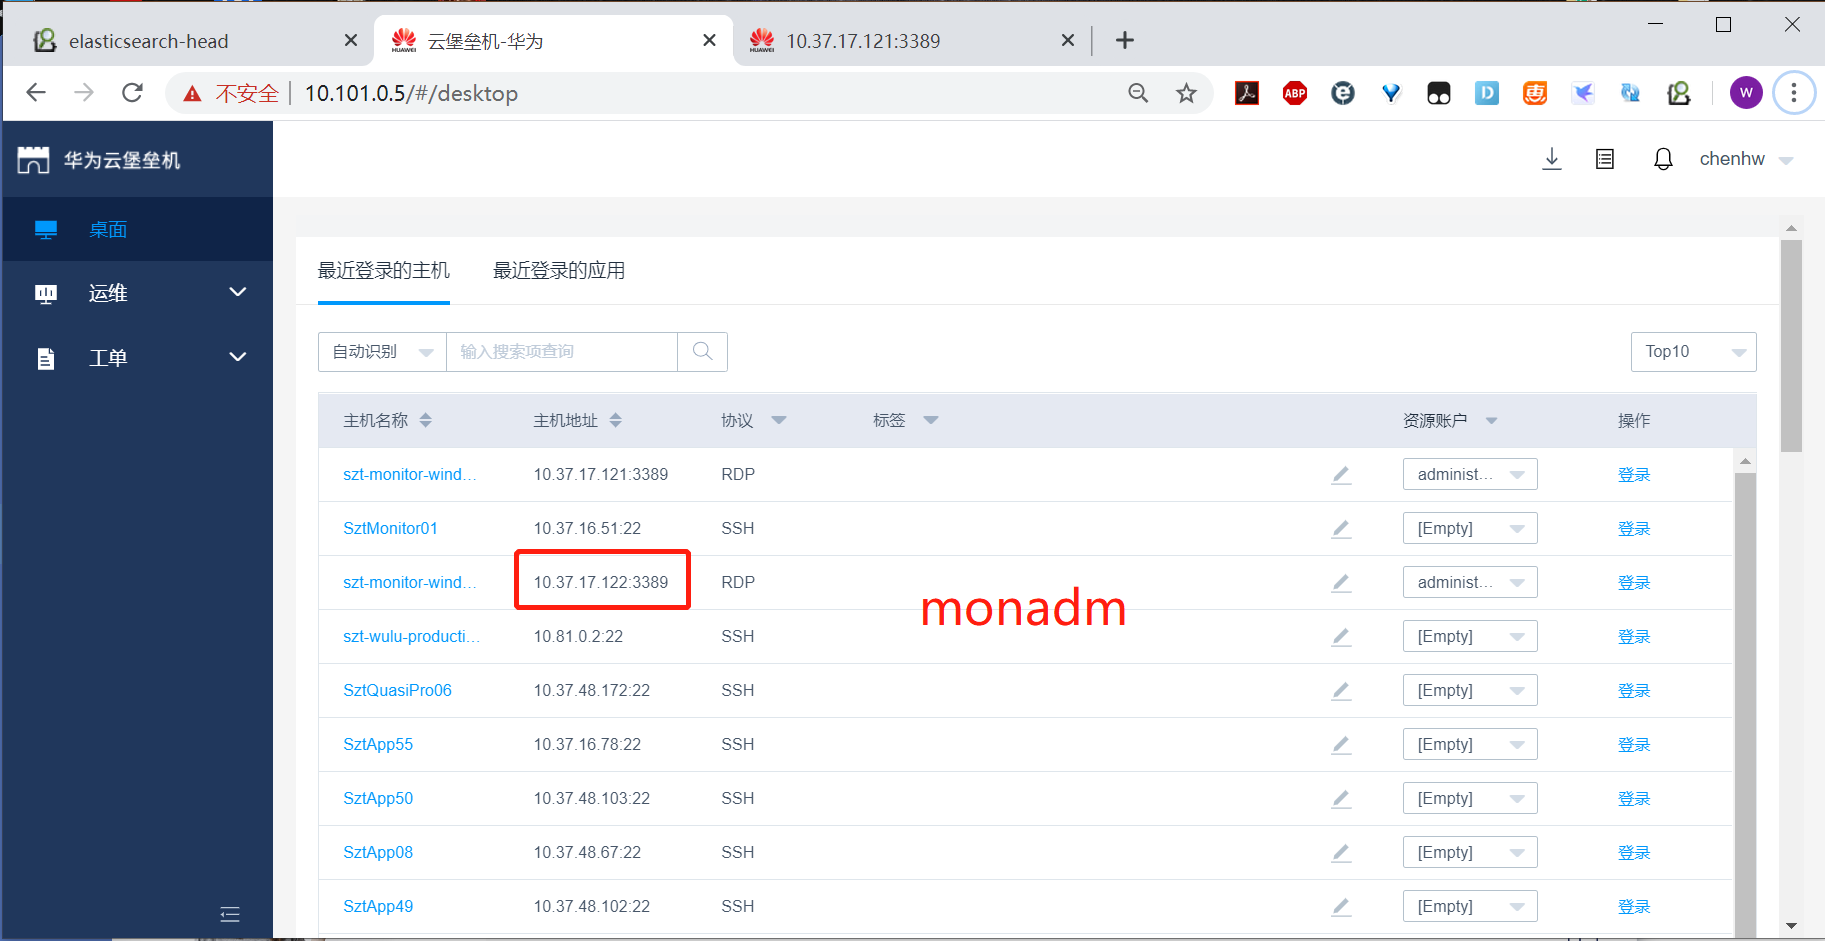 elasticsearch-head
云堡垒机-华为
10.37.17.121:3389
不安全 | 10.101.0.5/#/desktop
ABP
D
惠
W
华为云堡垒机
chenhw
桌面
运维
工单
最近登录的主机 最近登录的应用
自动识别 输入搜索项查询 Top10
主机名称 主机地址 协议 标签 资源账户 操作
szt-monitor-wind... 10.37.17.121:3389 RDP administ... 登录
SztMonitor01 10.37.16.51:22 SSH [Empty] 登录
szt-monitor-wind... 10.37.17.122:3389 RDP administ... 登录
monadm
szt-wulu-producti... 10.81.0.2:22 SSH [Empty] 登录
SztQuasiPro06 10.37.48.172:22 SSH [Empty] 登录
SztApp55 10.37.16.78:22 SSH [Empty] 登录
SztApp50 10.37.48.103:22 SSH [Empty] 登录
SztApp08 10.37.48.67:22 SSH [Empty] 登录
SztApp49 10.37.48.102:22 SSH [Empty] 登录